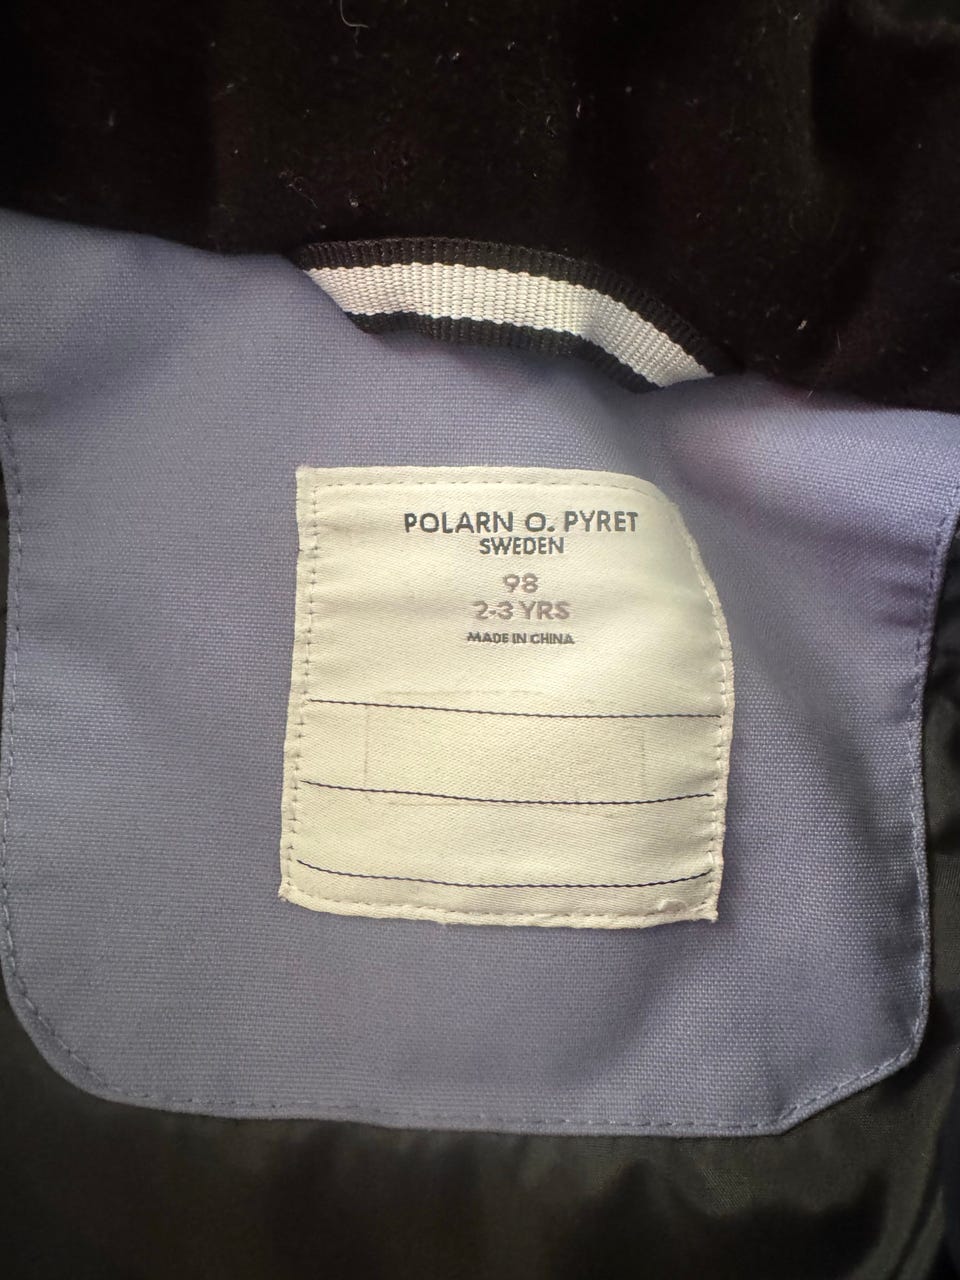 POLARN O. PYRET
SWEDEN
98
2-3 YRS
MADE IN CHINA